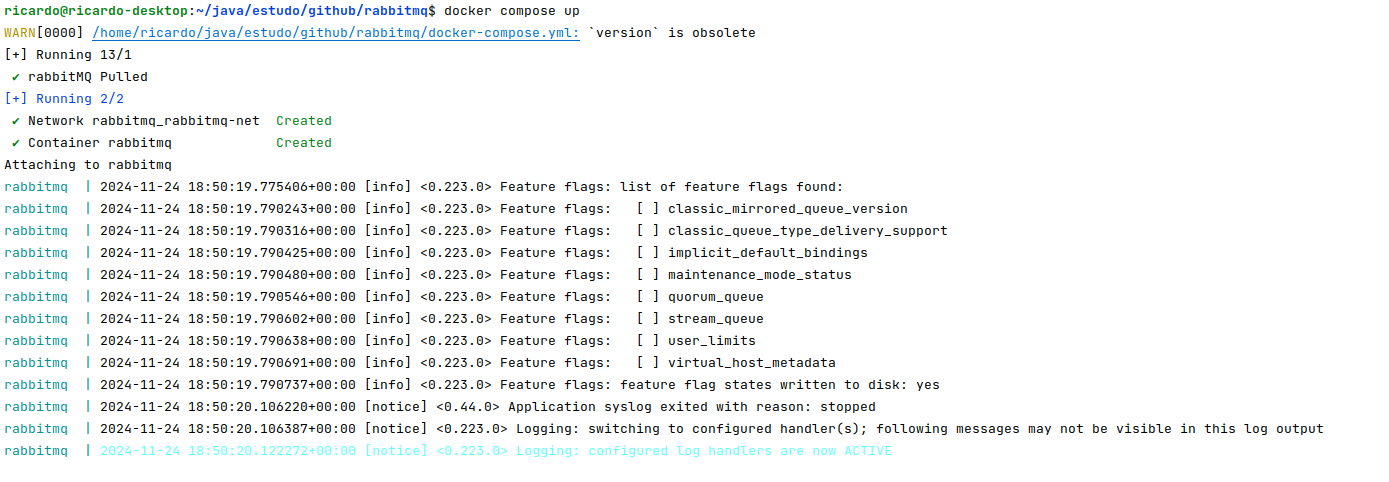 ricardo@ricardo-desktop:~/java/estudo/github/rabbitmq$ docker compose up
WARN[0000] /home/ricardo/java/estudo/github/rabbitmq/docker-compose.yml: `version` is obsolete
[+] Running 13/1
 ✔ rabbitMQ Pulled
[+] Running 2/2
 ✔ Network rabbitmq_rabbitmq-net  Created
 ✔ Container rabbitmq             Created
Attaching to rabbitmq
rabbitmq  | 2024-11-24 18:50:19.775406+00:00 [info] <0.223.0> Feature flags: list of feature flags found:
rabbitmq  | 2024-11-24 18:50:19.790243+00:00 [info] <0.223.0> Feature flags:   [ ] classic_mirrored_queue_version
rabbitmq  | 2024-11-24 18:50:19.790316+00:00 [info] <0.223.0> Feature flags:   [ ] classic_queue_type_delivery_support
rabbitmq  | 2024-11-24 18:50:19.790425+00:00 [info] <0.223.0> Feature flags:   [ ] implicit_default_bindings
rabbitmq  | 2024-11-24 18:50:19.790480+00:00 [info] <0.223.0> Feature flags:   [ ] maintenance_mode_status
rabbitmq  | 2024-11-24 18:50:19.790546+00:00 [info] <0.223.0> Feature flags:   [ ] quorum_queue
rabbitmq  | 2024-11-24 18:50:19.790602+00:00 [info] <0.223.0> Feature flags:   [ ] stream_queue
rabbitmq  | 2024-11-24 18:50:19.790638+00:00 [info] <0.223.0> Feature flags:   [ ] user_limits
rabbitmq  | 2024-11-24 18:50:19.790691+00:00 [info] <0.223.0> Feature flags:   [ ] virtual_host_metadata
rabbitmq  | 2024-11-24 18:50:19.790737+00:00 [info] <0.223.0> Feature flags: feature flag states written to disk: yes
rabbitmq  | 2024-11-24 18:50:20.106220+00:00 [notice] <0.44.0> Application syslog exited with reason: stopped
rabbitmq  | 2024-11-24 18:50:20.106387+00:00 [notice] <0.223.0> Logging: switching to configured handler(s); following messages may not be visible in this log output
rabbitmq  | 2024-11-24 18:50:20.122272+00:00 [notice] <0.223.0> Logging: configured log handlers are now ACTIVE